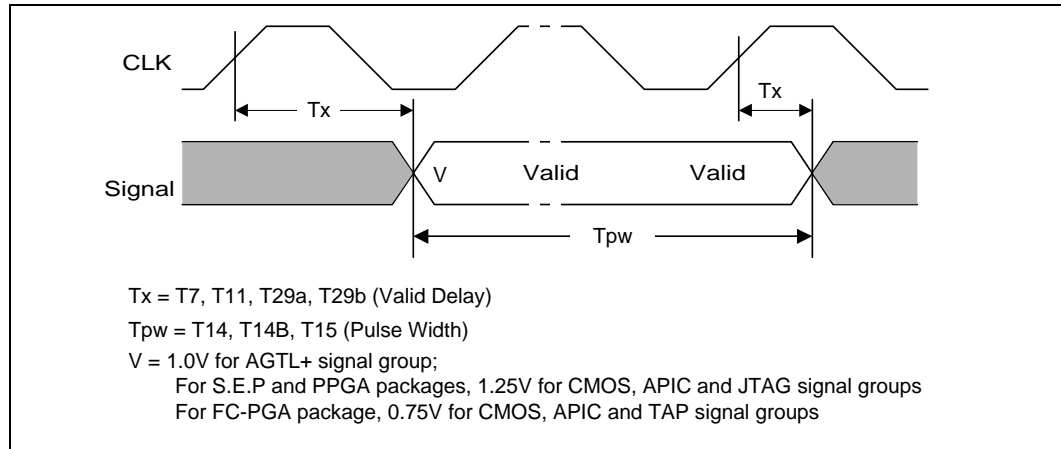 CLK
Tx
Tx
Signal
V
Valid
Valid
Tpw
Tx = T7, T11, T29a, T29b (Valid Delay)
Tpw = T14, T14B, T15 (Pulse Width)
V = 1.0V for AGTL+ signal group;
For S.E.P and PPGA packages, 1.25V for CMOS, APIC and JTAG signal groups
For FC-PGA package, 0.75V for CMOS, APIC and TAP signal groups